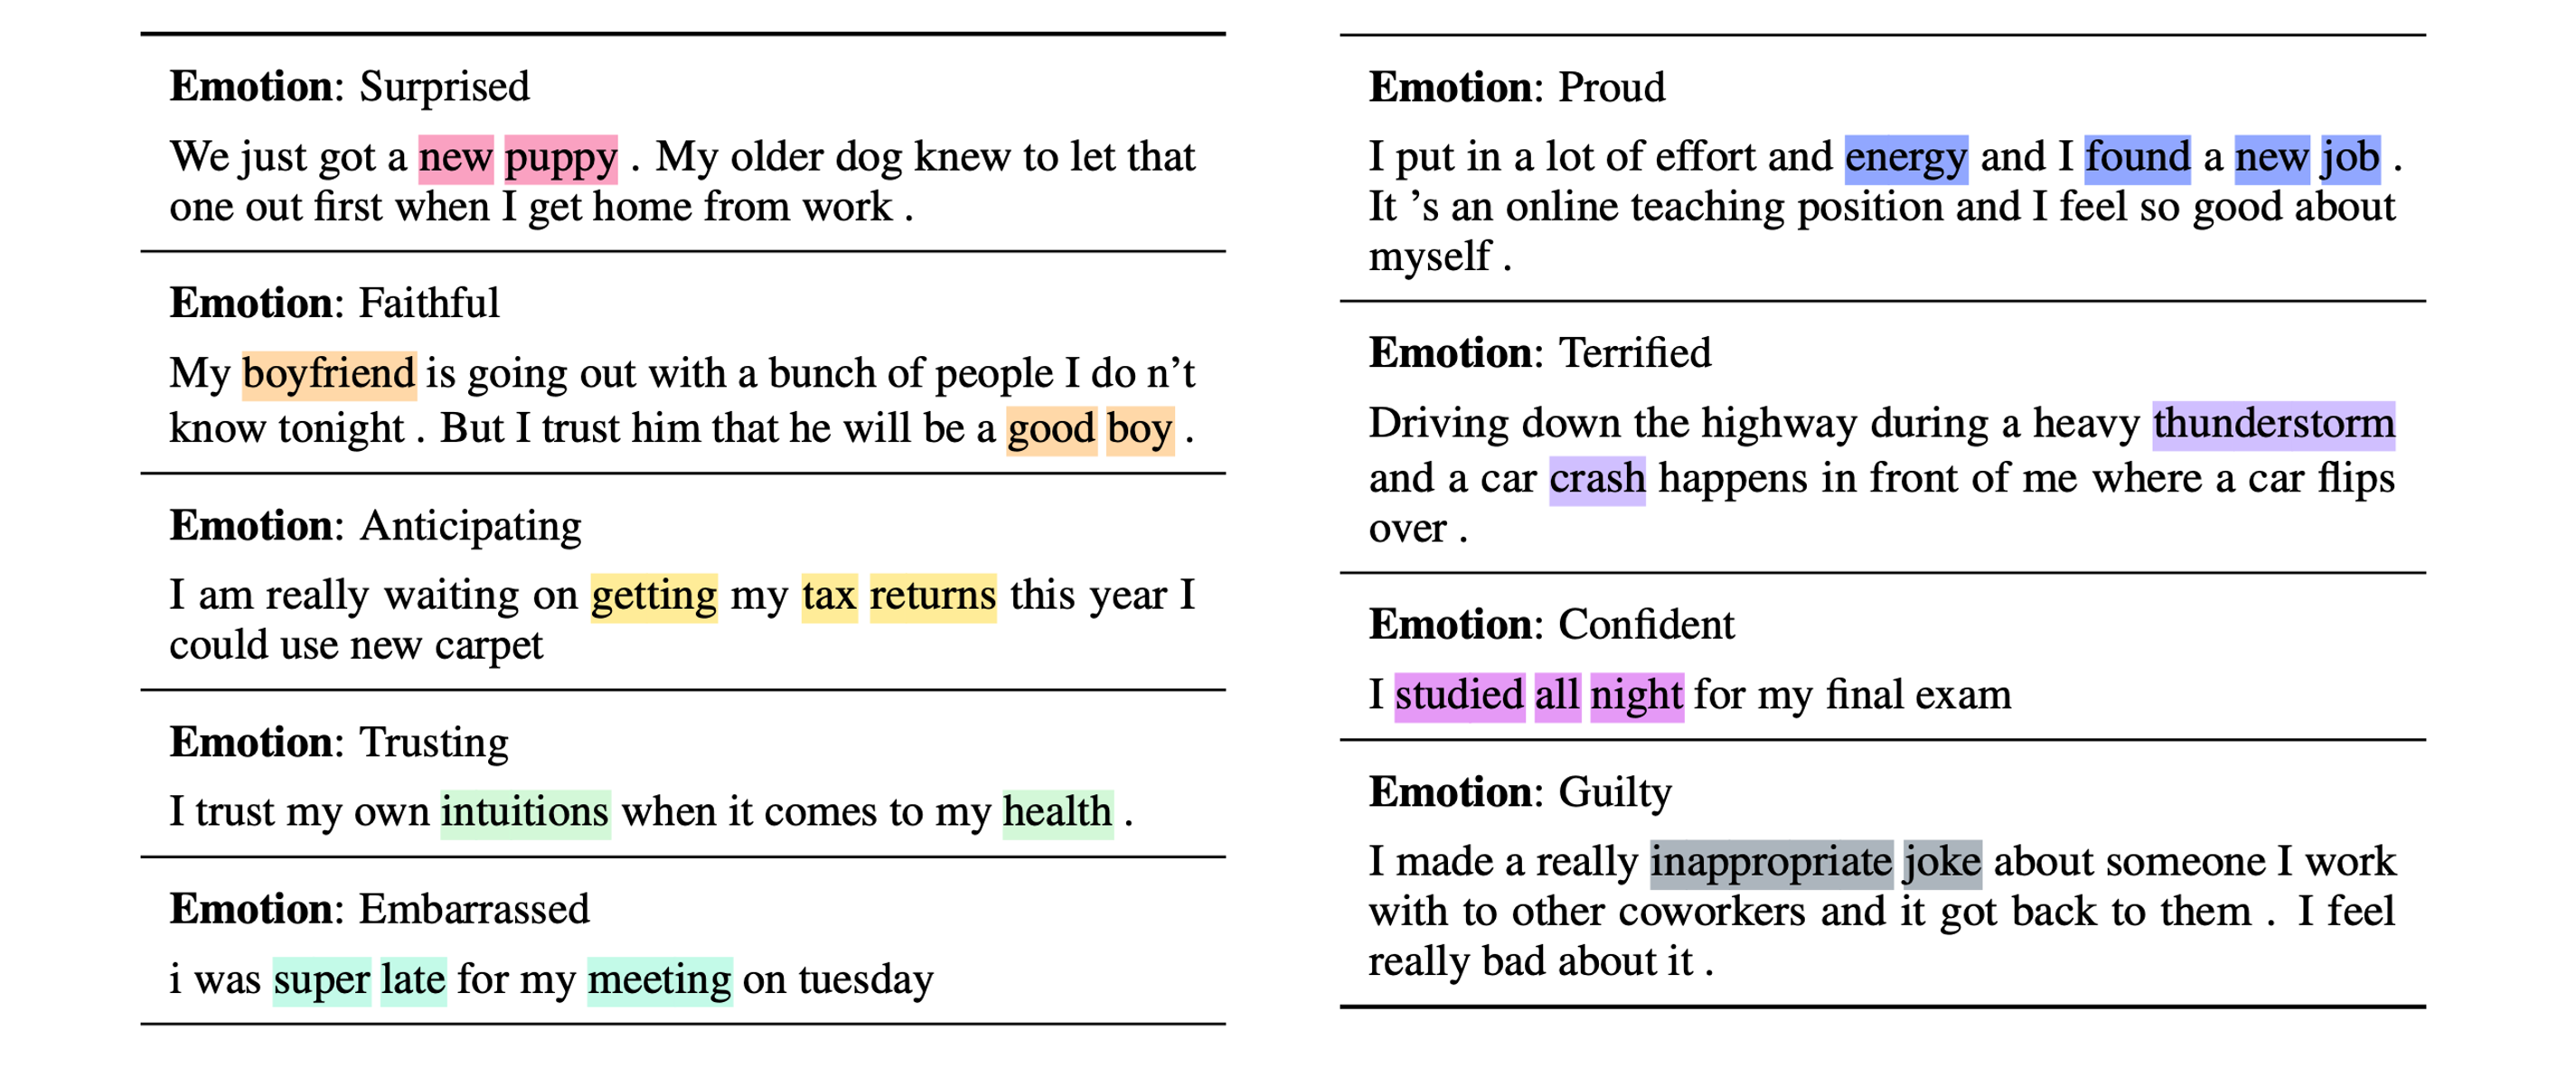 Emotion: Surprised
We just got a new puppy . My older dog knew to let that
one out first when I get home from work .
Emotion: Faithful
My boyfriend is going out with a bunch of people I do n’t
know tonight . But I trust him that he will be a good boy .
Emotion: Anticipating
I am really waiting on getting my tax returns this year I
could use new carpet
Emotion: Trusting
I trust my own intuitions when it comes to my health .
Emotion: Embarrassed
i was super late for my meeting on tuesday
Emotion: Proud
I put in a lot of effort and energy and I found a new job .
It ’s an online teaching position and I feel so good about
myself .
Emotion: Terrified
Driving down the highway during a heavy thunderstorm
and a car crash happens in front of me where a car flips
over .
Emotion: Confident
I studied all night for my final exam
Emotion: Guilty
I made a really inappropriate joke about someone I work
with to other coworkers and it got back to them . I feel
really bad about it .